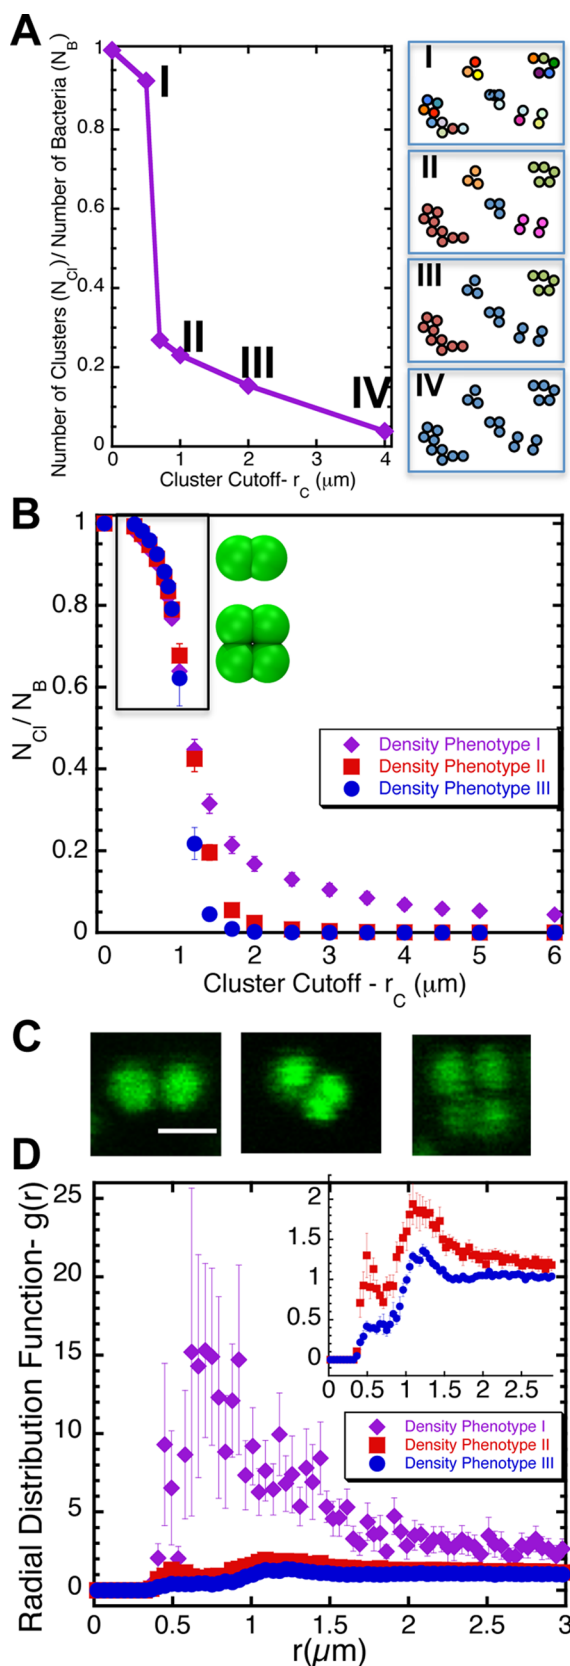 A
Number of Clusters (N_Cl)/ Number of Bacteria (N_B)
1
0.8
0.6
0.4
0.2
0
I
II
III
IV
0 1 2 3 4
Cluster Cutoff- r_C (μm)
I
II
III
IV
B
N_Cl/ N_B
1
0.8
0.6
0.4
0.2
0
Density Phenotype I
Density Phenotype II
Density Phenotype III
0 1 2 3 4 5 6
Cluster Cutoff - r_C (μm)
C
D
Radial Distribution Function- g(r)
25
20
15
10
5
0
2
1.5
1
0.5
0
0 0.5 1 1.5 2 2.5
Density Phenotype I
Density Phenotype II
Density Phenotype III
0 0.5 1 1.5 2 2.5 3
r(μm)